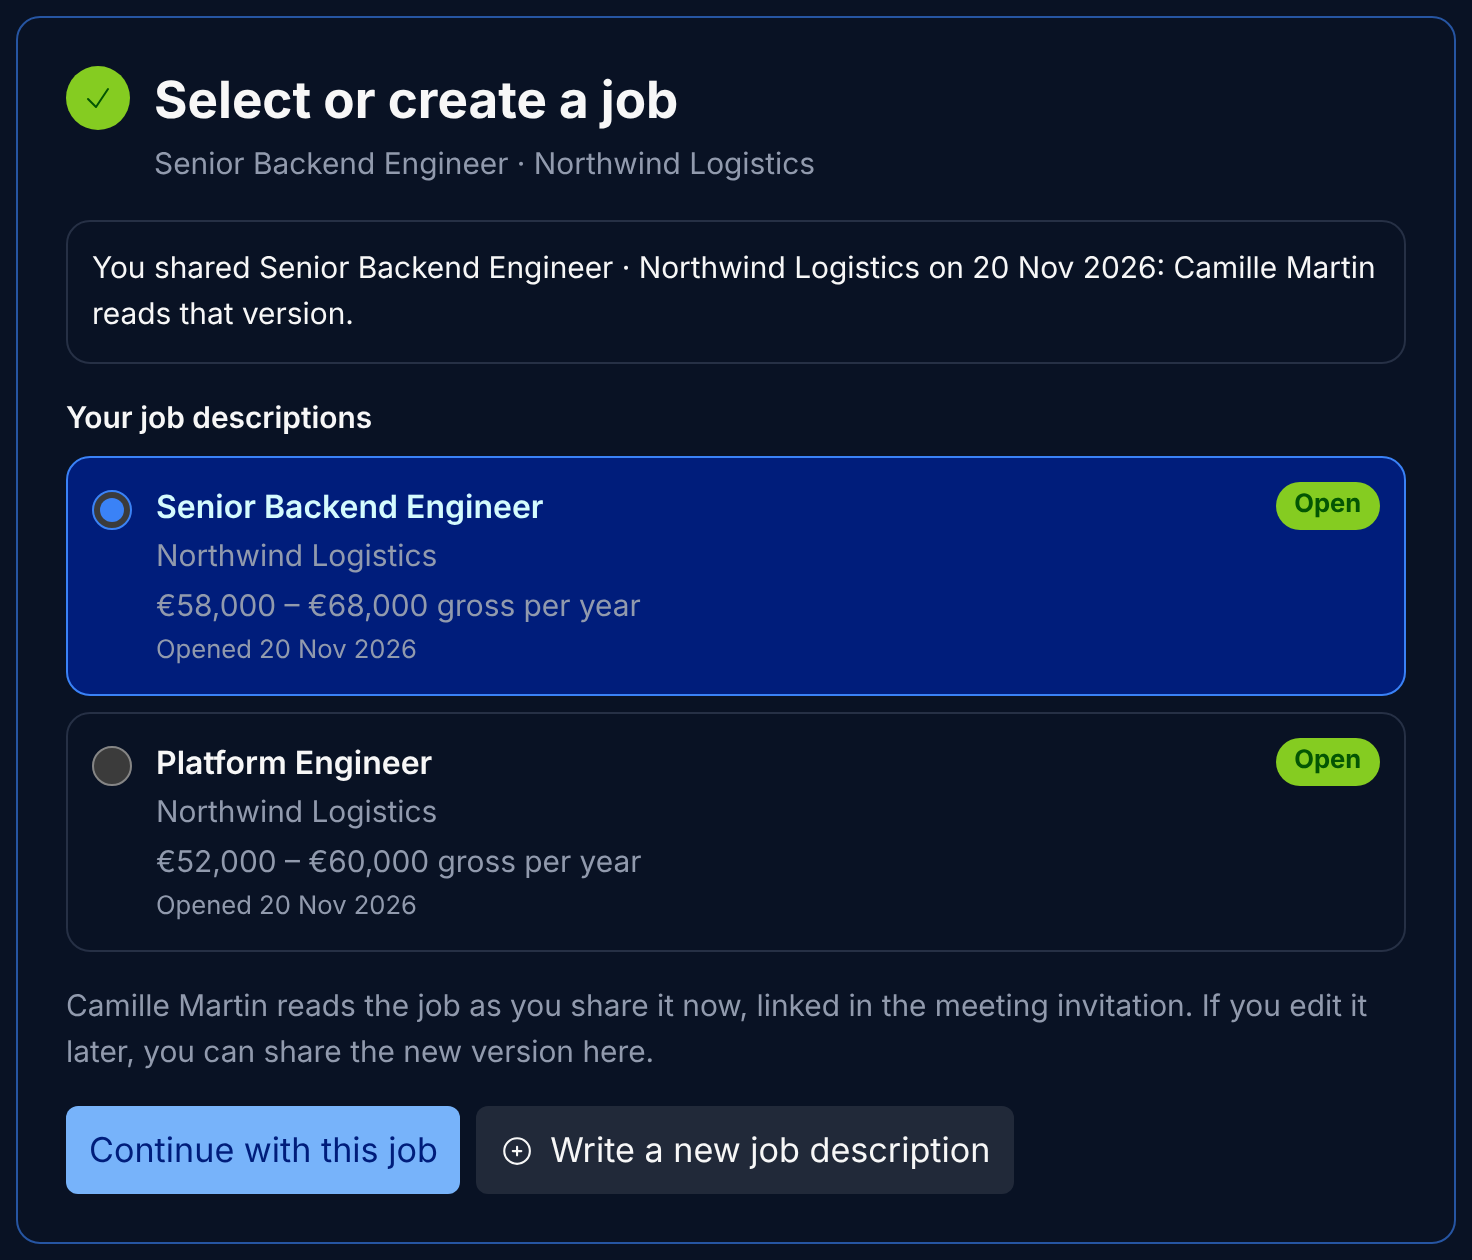 Select or create a job
Senior Backend Engineer · Northwind Logistics
You shared Senior Backend Engineer · Northwind Logistics on 20 Nov 2026: Camille Martin
reads that version.
Your job descriptions
Senior Backend Engineer
Open
Northwind Logistics
€58,000 – €68,000 gross per year
Opened 20 Nov 2026
Platform Engineer
Open
Northwind Logistics
€52,000 – €60,000 gross per year
Opened 20 Nov 2026
Camille Martin reads the job as you share it now, linked in the meeting invitation. If you edit it
later, you can share the new version here.
Continue with this job
Write a new job description